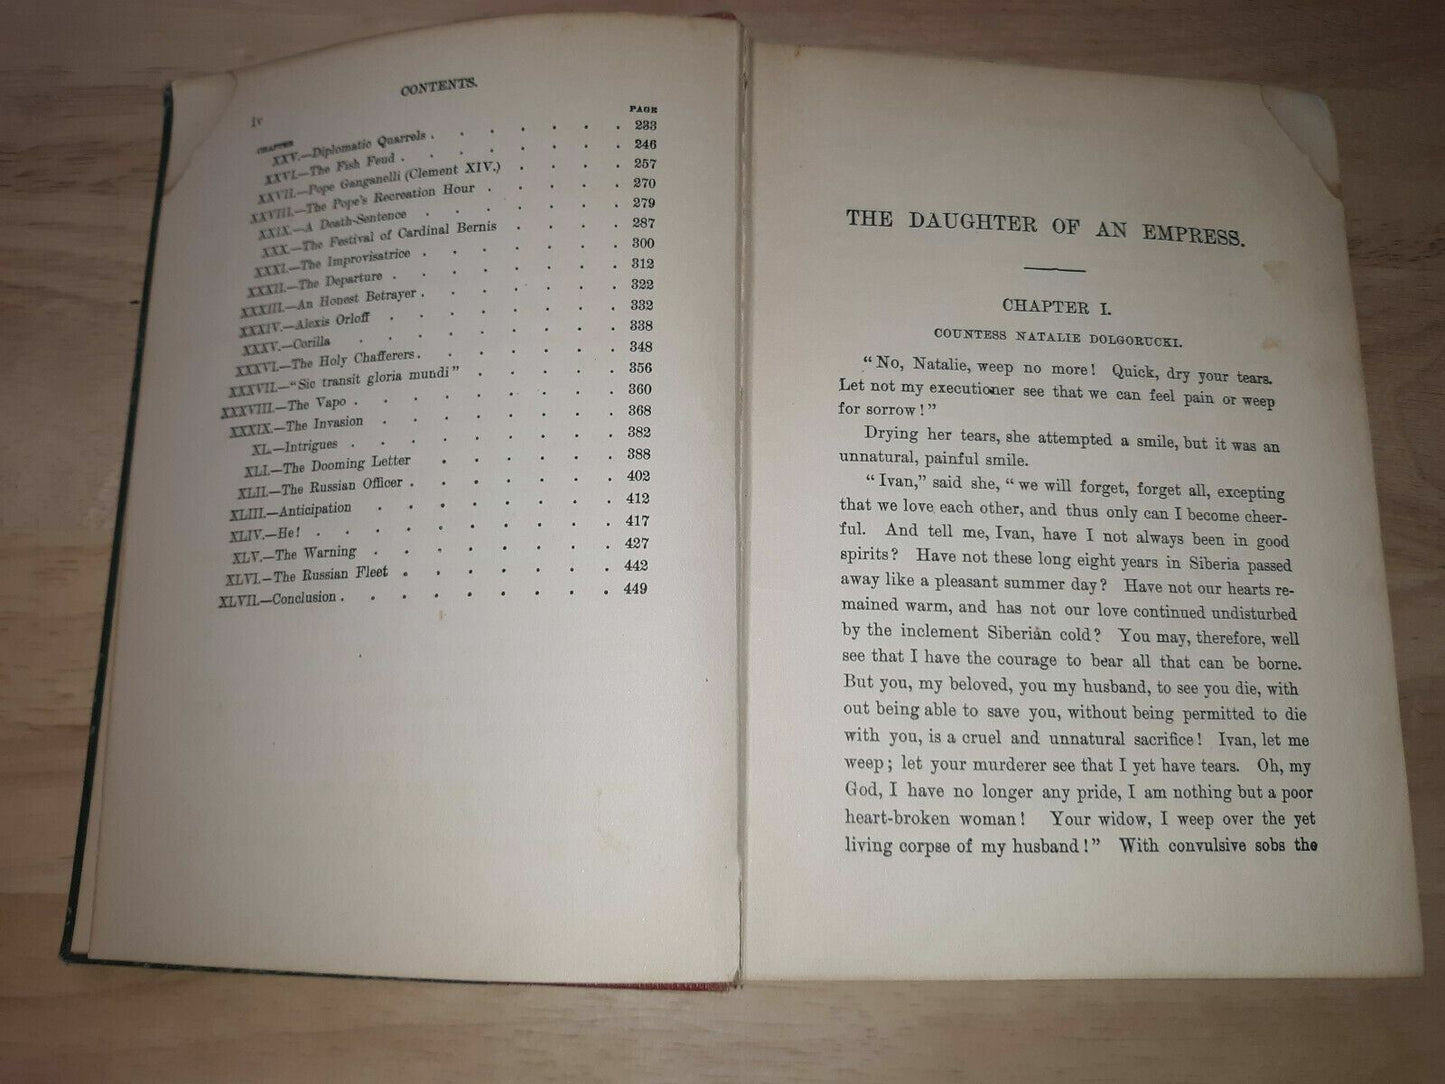 iv
CONTENTS.
CHAPTER PAGE
XXV.—Diplomatic Quarrels . . . . . . . 233
XXVI.—The Fish Feud . . . . . . . . 246
XXVII.—Pope Ganganelli (Clement XIV.) . . . . 257
XXVIII.—The Pope's Recreation Hour . . . . . 270
XXIX.—A Death-Sentence . . . . . . . 279
XXX.—The Festival of Cardinal Bernis . . . . 287
XXXI.—The Improvisatrice . . . . . . . 300
XXXII.—The Departure . . . . . . . . 312
XXXIII.—An Honest Betrayer . . . . . . . 322
XXXIV.—Alexis Orloff . . . . . . . . 332
XXXV.—Corilla . . . . . . . . . 338
XXXVI.—The Holy Chafferers . . . . . . . 348
XXXVII.—"Sic transit gloria mundi" . . . . . 356
XXXVIII.—The Vapo . . . . . . . . . 360
XXXIX.—The Invasion . . . . . . . . 368
XL.—Intrigues . . . . . . . . . 382
XLI.—The Dooming Letter . . . . . . 388
XLII.—The Russian Officer . . . . . . . 402
XLIII.—Anticipation . . . . . . . . 412
XLIV.—He! . . . . . . . . . . 417
XLV.—The Warning . . . . . . . . 427
XLVI.—The Russian Fleet . . . . . . . 442
XLVII.—Conclusion . . . . . . . . . 449
THE DAUGHTER OF AN EMPRESS.
CHAPTER I.
COUNTESS NATALIE DOLGORUCKI.
"No, Natalie, weep no more! Quick, dry your tears.
Let not my executioner see that we can feel pain or weep
for sorrow!"
Drying her tears, she attempted a smile, but it was an
unnatural, painful smile.
"Ivan," said she, "we will forget, forget all, excepting
that we love each other, and thus only can I become cheer-
ful. And tell me, Ivan, have I not always been in good
spirits? Have not these long eight years in Siberia passed
away like a pleasant summer day? Have not our hearts re-
mained warm, and has not our love continued undisturbed
by the inclement Siberian cold? You may, therefore, well
see that I have the courage to bear all that can be borne.
But you, my beloved, you my husband, to see you die, with
out being able to save you, without being permitted to die
with you, is a cruel and unnatural sacrifice! Ivan, let me
weep; let your murderer see that I yet have tears. Oh, my
God, I have no longer any pride, I am nothing but a poor
heart-broken woman! Your widow, I weep over the yet
living corpse of my husband!" With convulsive sobs the